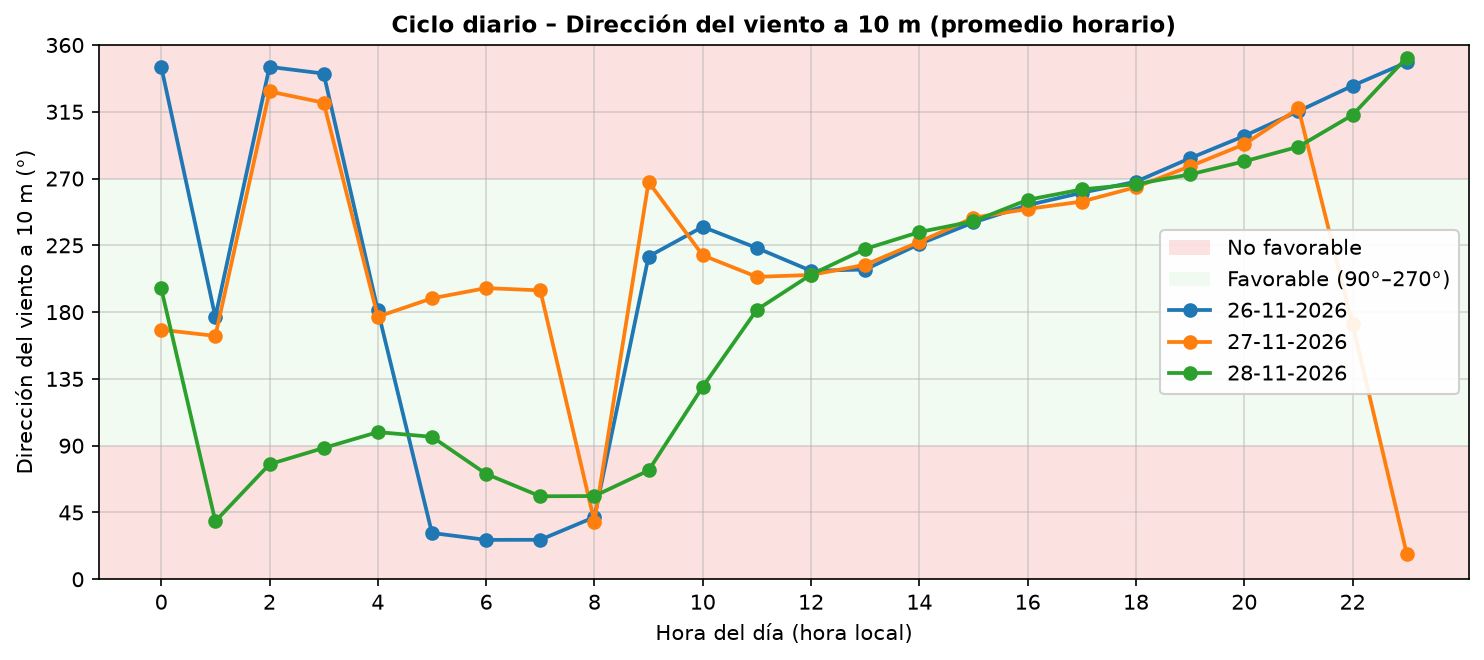 Ciclo diario – Dirección del viento a 10 m (promedio horario)
Dirección del viento a 10 m (°)
360
315
270
225
180
135
90
45
0
No favorable
Favorable (90°–270°)
26-11-2026
27-11-2026
28-11-2026
0 2 4 6 8 10 12 14 16 18 20 22
Hora del día (hora local)